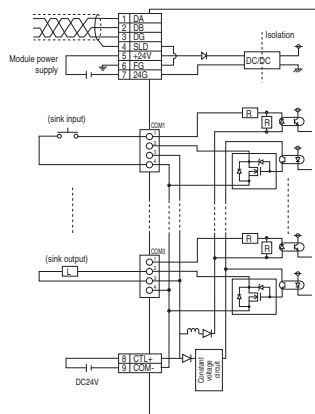 1 DA
2 DB
3 DG
4 SLD
5 +24V
6 FG
7 24G
Module power
supply
Isolation
DC/DC
(sink input)
COM1
1
2
3
4
R
R
(sink output)
L
COM3
1
2
3
4
R
R
8 CTL+
9 COM-
DC24V
Constant
voltage
circuit